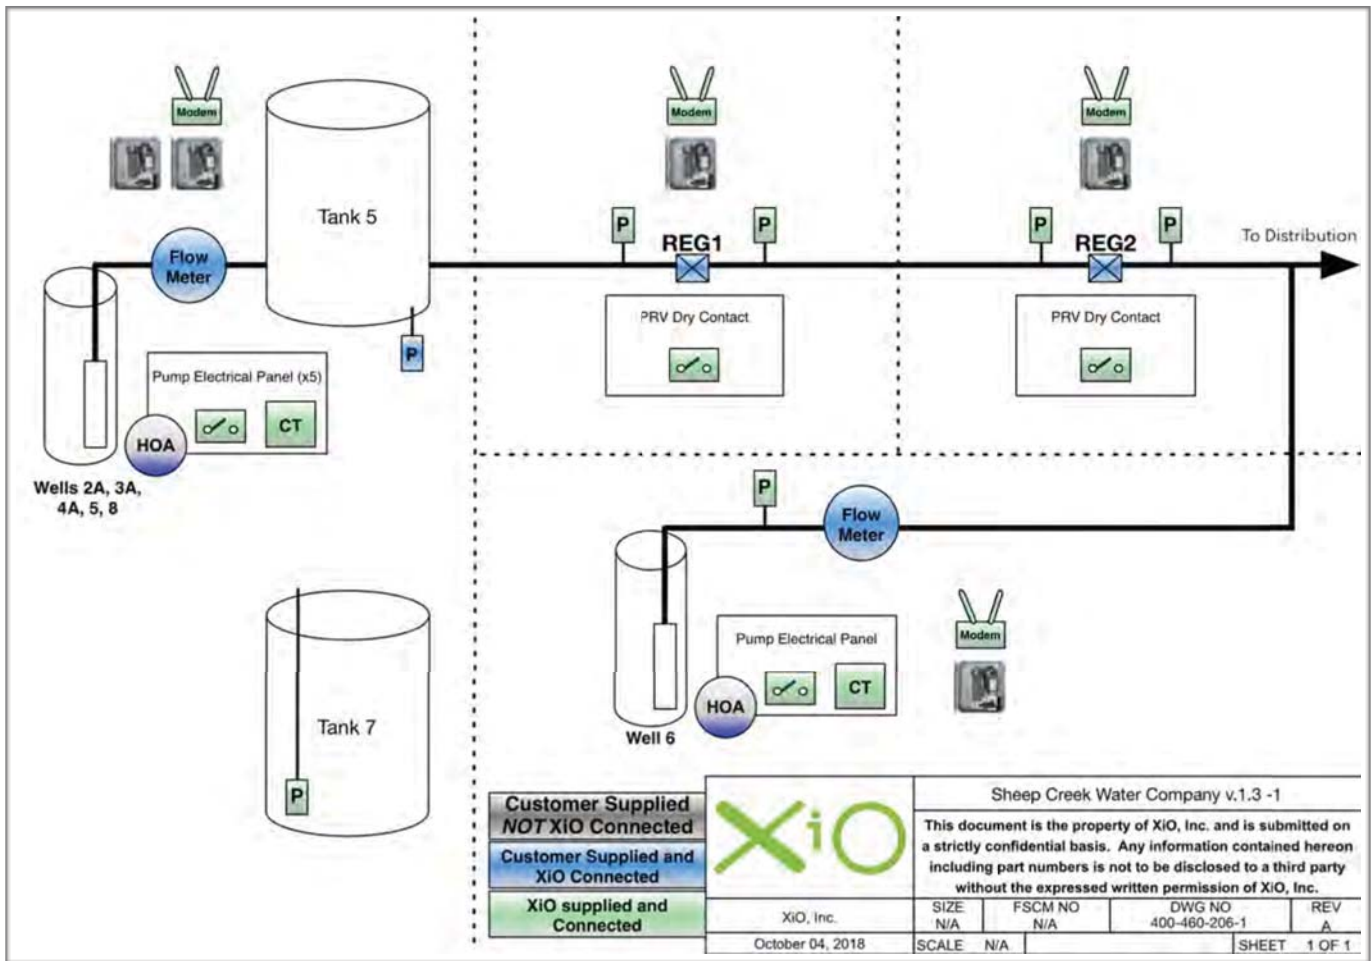 Modem
Tank 5
Flow
Meter
P
Pump Electrical Panel (x5)
HOA
CT
Wells 2A, 3A,
4A, 5, 8
Tank 7
P
Modem
P
REG1
P
PRV Dry Contact
Modem
P
REG2
P
To Distribution
PRV Dry Contact
P
Flow
Meter
Pump Electrical Panel
HOA
CT
Well 6
Modem
Customer Supplied
NOT XiO Connected
Customer Supplied and
XiO Connected
XiO supplied and
Connected
XiO
XiO, Inc.
October 04, 2018
Sheep Creek Water Company v.1.3 -1
This document is the property of XiO, Inc. and is submitted on
a strictly confidential basis. Any information contained hereon
including part numbers is not to be disclosed to a third party
without the expressed written permission of XiO, Inc.
SIZE FSCM NO DWG NO REV
N/A N/A 400-460-206-1 A
SCALE N/A SHEET 1 OF 1